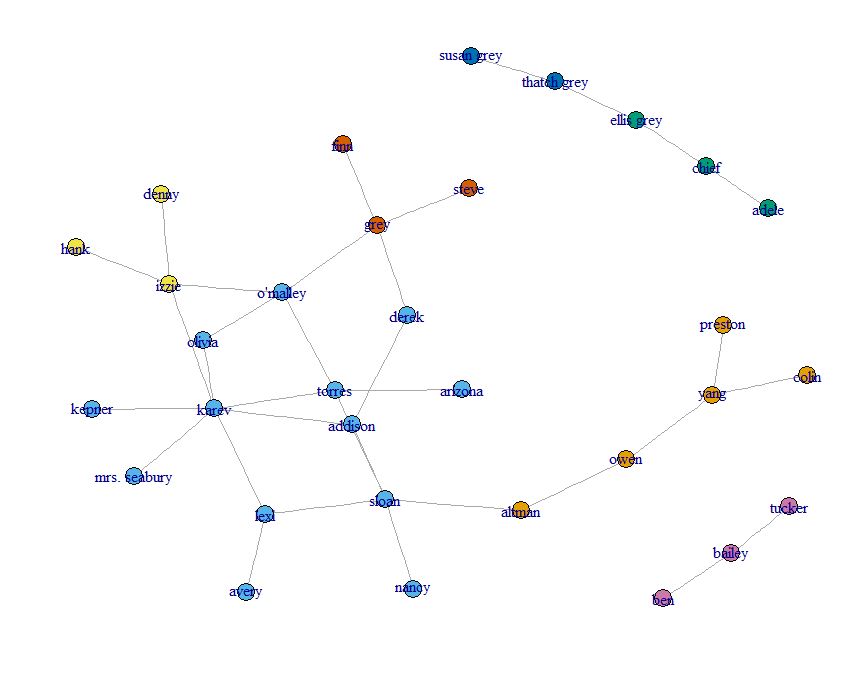 susan grey
thatch grey
ellis grey
finn
chief
steve
denny
adele
grey
hank
izzie
o'malley
derek
preston
olivia
colin
torres
arizona
yang
kepner
karev
addison
owen
mrs. seabury
sloan
tucker
altman
lexi
bailey
nancy
avery
ben